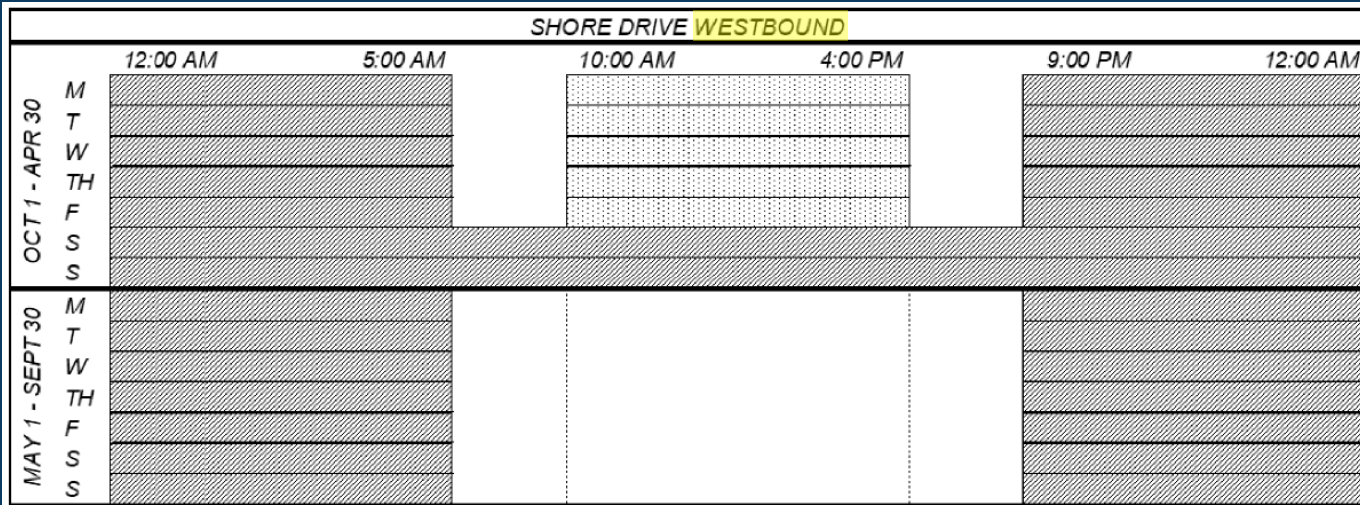 SHORE DRIVE WESTBOUND
12:00 AM 5:00 AM 10:00 AM 4:00 PM 9:00 PM 12:00 AM
OCT 1 - APR 30
M
T
W
TH
F
S
S
MAY 1 - SEPT 30
M
T
W
TH
F
S
S